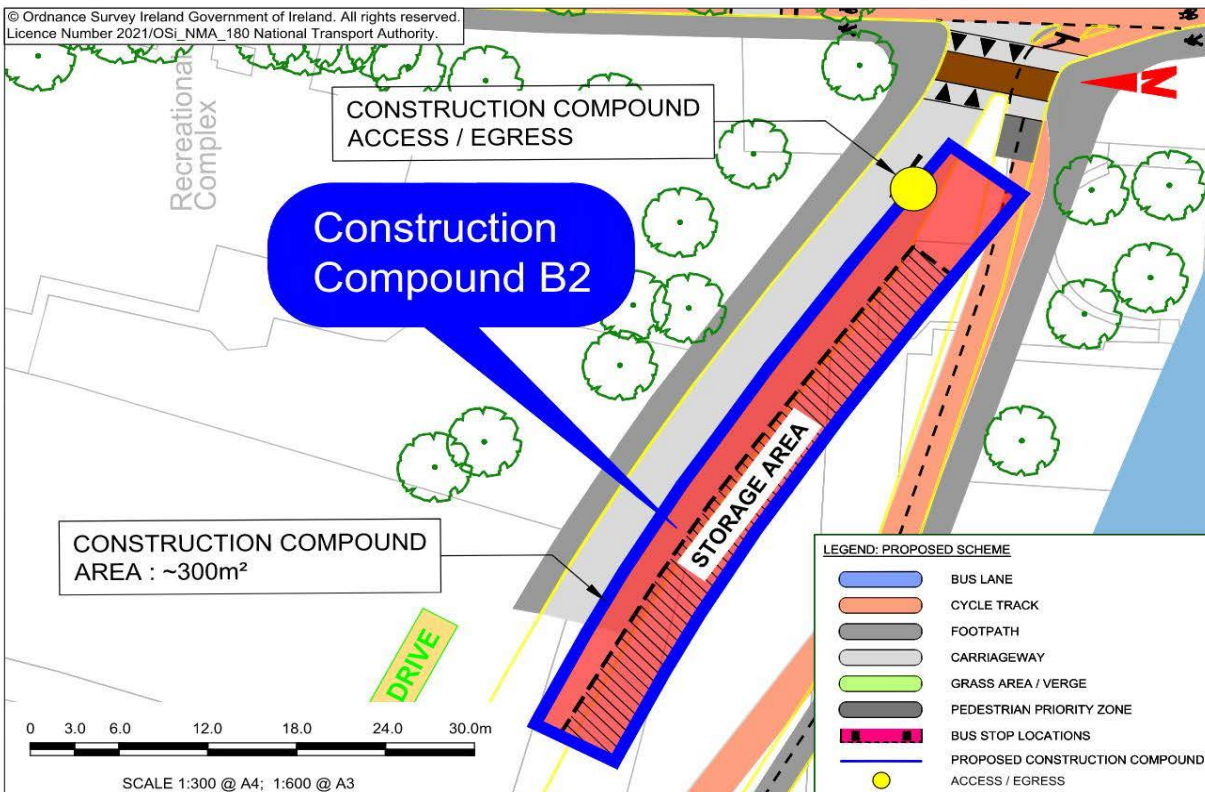 © Ordnance Survey Ireland Government of Ireland. All rights reserved.
Licence Number 2021/OSi_NMA_180 National Transport Authority.
Recreational
Complex
CONSTRUCTION COMPOUND
ACCESS / EGRESS
N
Construction
Compound B2
STORAGE AREA
CONSTRUCTION COMPOUND
AREA : ~300m²
DRIVE
0 3.0 6.0 12.0 18.0 24.0 30.0m
SCALE 1:300 @ A4; 1:600 @ A3
LEGEND: PROPOSED SCHEME
BUS LANE
CYCLE TRACK
FOOTPATH
CARRIAGEWAY
GRASS AREA / VERGE
PEDESTRIAN PRIORITY ZONE
BUS STOP LOCATIONS
PROPOSED CONSTRUCTION COMPOUND
ACCESS / EGRESS